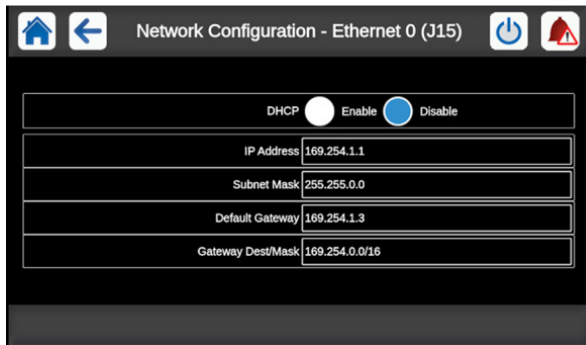 Network Configuration - Ethernet 0 (J15)
DHCP Enable Disable
IP Address 169.254.1.1
Subnet Mask 255.255.0.0
Default Gateway 169.254.1.3
Gateway Dest/Mask 169.254.0.0/16